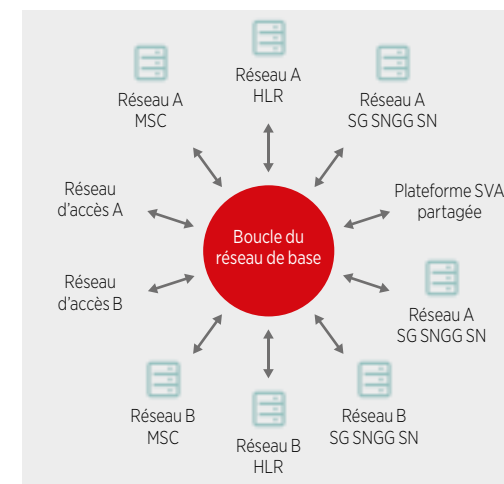 Réseau A
HLR
Réseau A
MSC
Réseau A
SG SNGG SN
Réseau
d'accès A
Plateforme SVA
partagée
Boucle du
réseau de base
Réseau
d'accès B
Réseau A
SG SNGG SN
Réseau B
MSC
Réseau B
HLR
Réseau B
SG SNGG SN